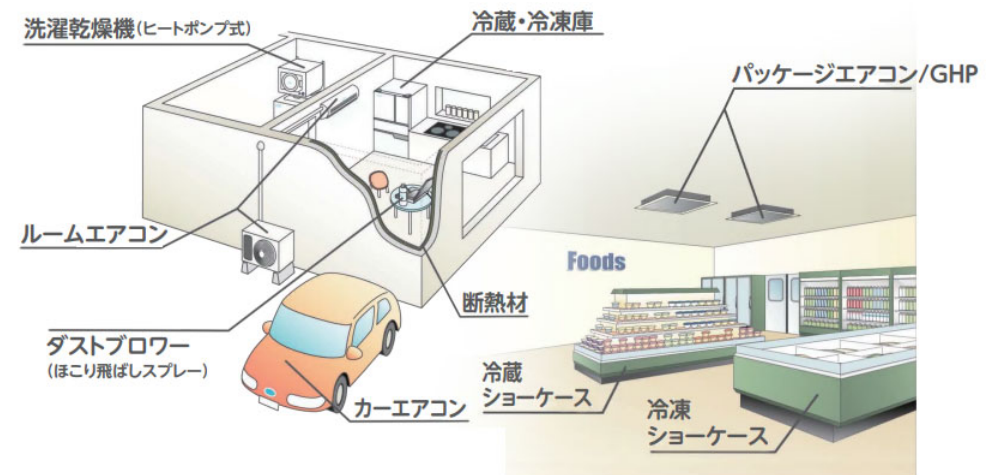 洗濯乾燥機(ヒートポンプ式)
冷蔵・冷凍庫
パッケージエアコン/GHP
ルームエアコン
Foods
断熱材
ダストブロワー
(ほこり飛ばしスプレー)
カーエアコン
冷蔵
ショーケース
冷凍
ショーケース